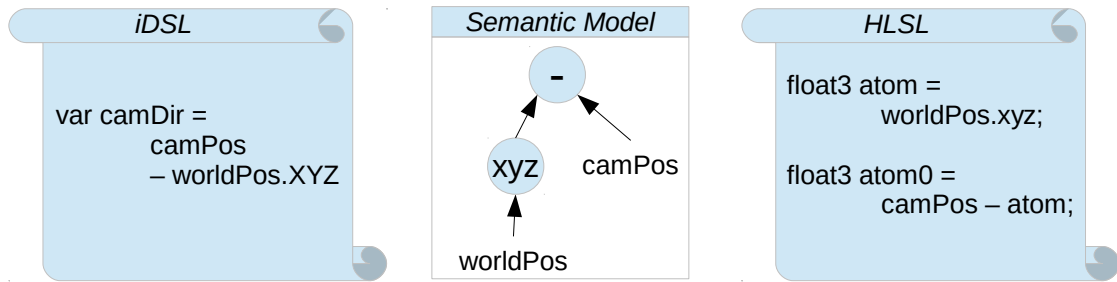 iDSL
var camDir =
camPos
– worldPos.XYZ
Semantic Model
-
xyz
camPos
worldPos
HLSL
float3 atom =
worldPos.xyz;
float3 atom0 =
camPos – atom;